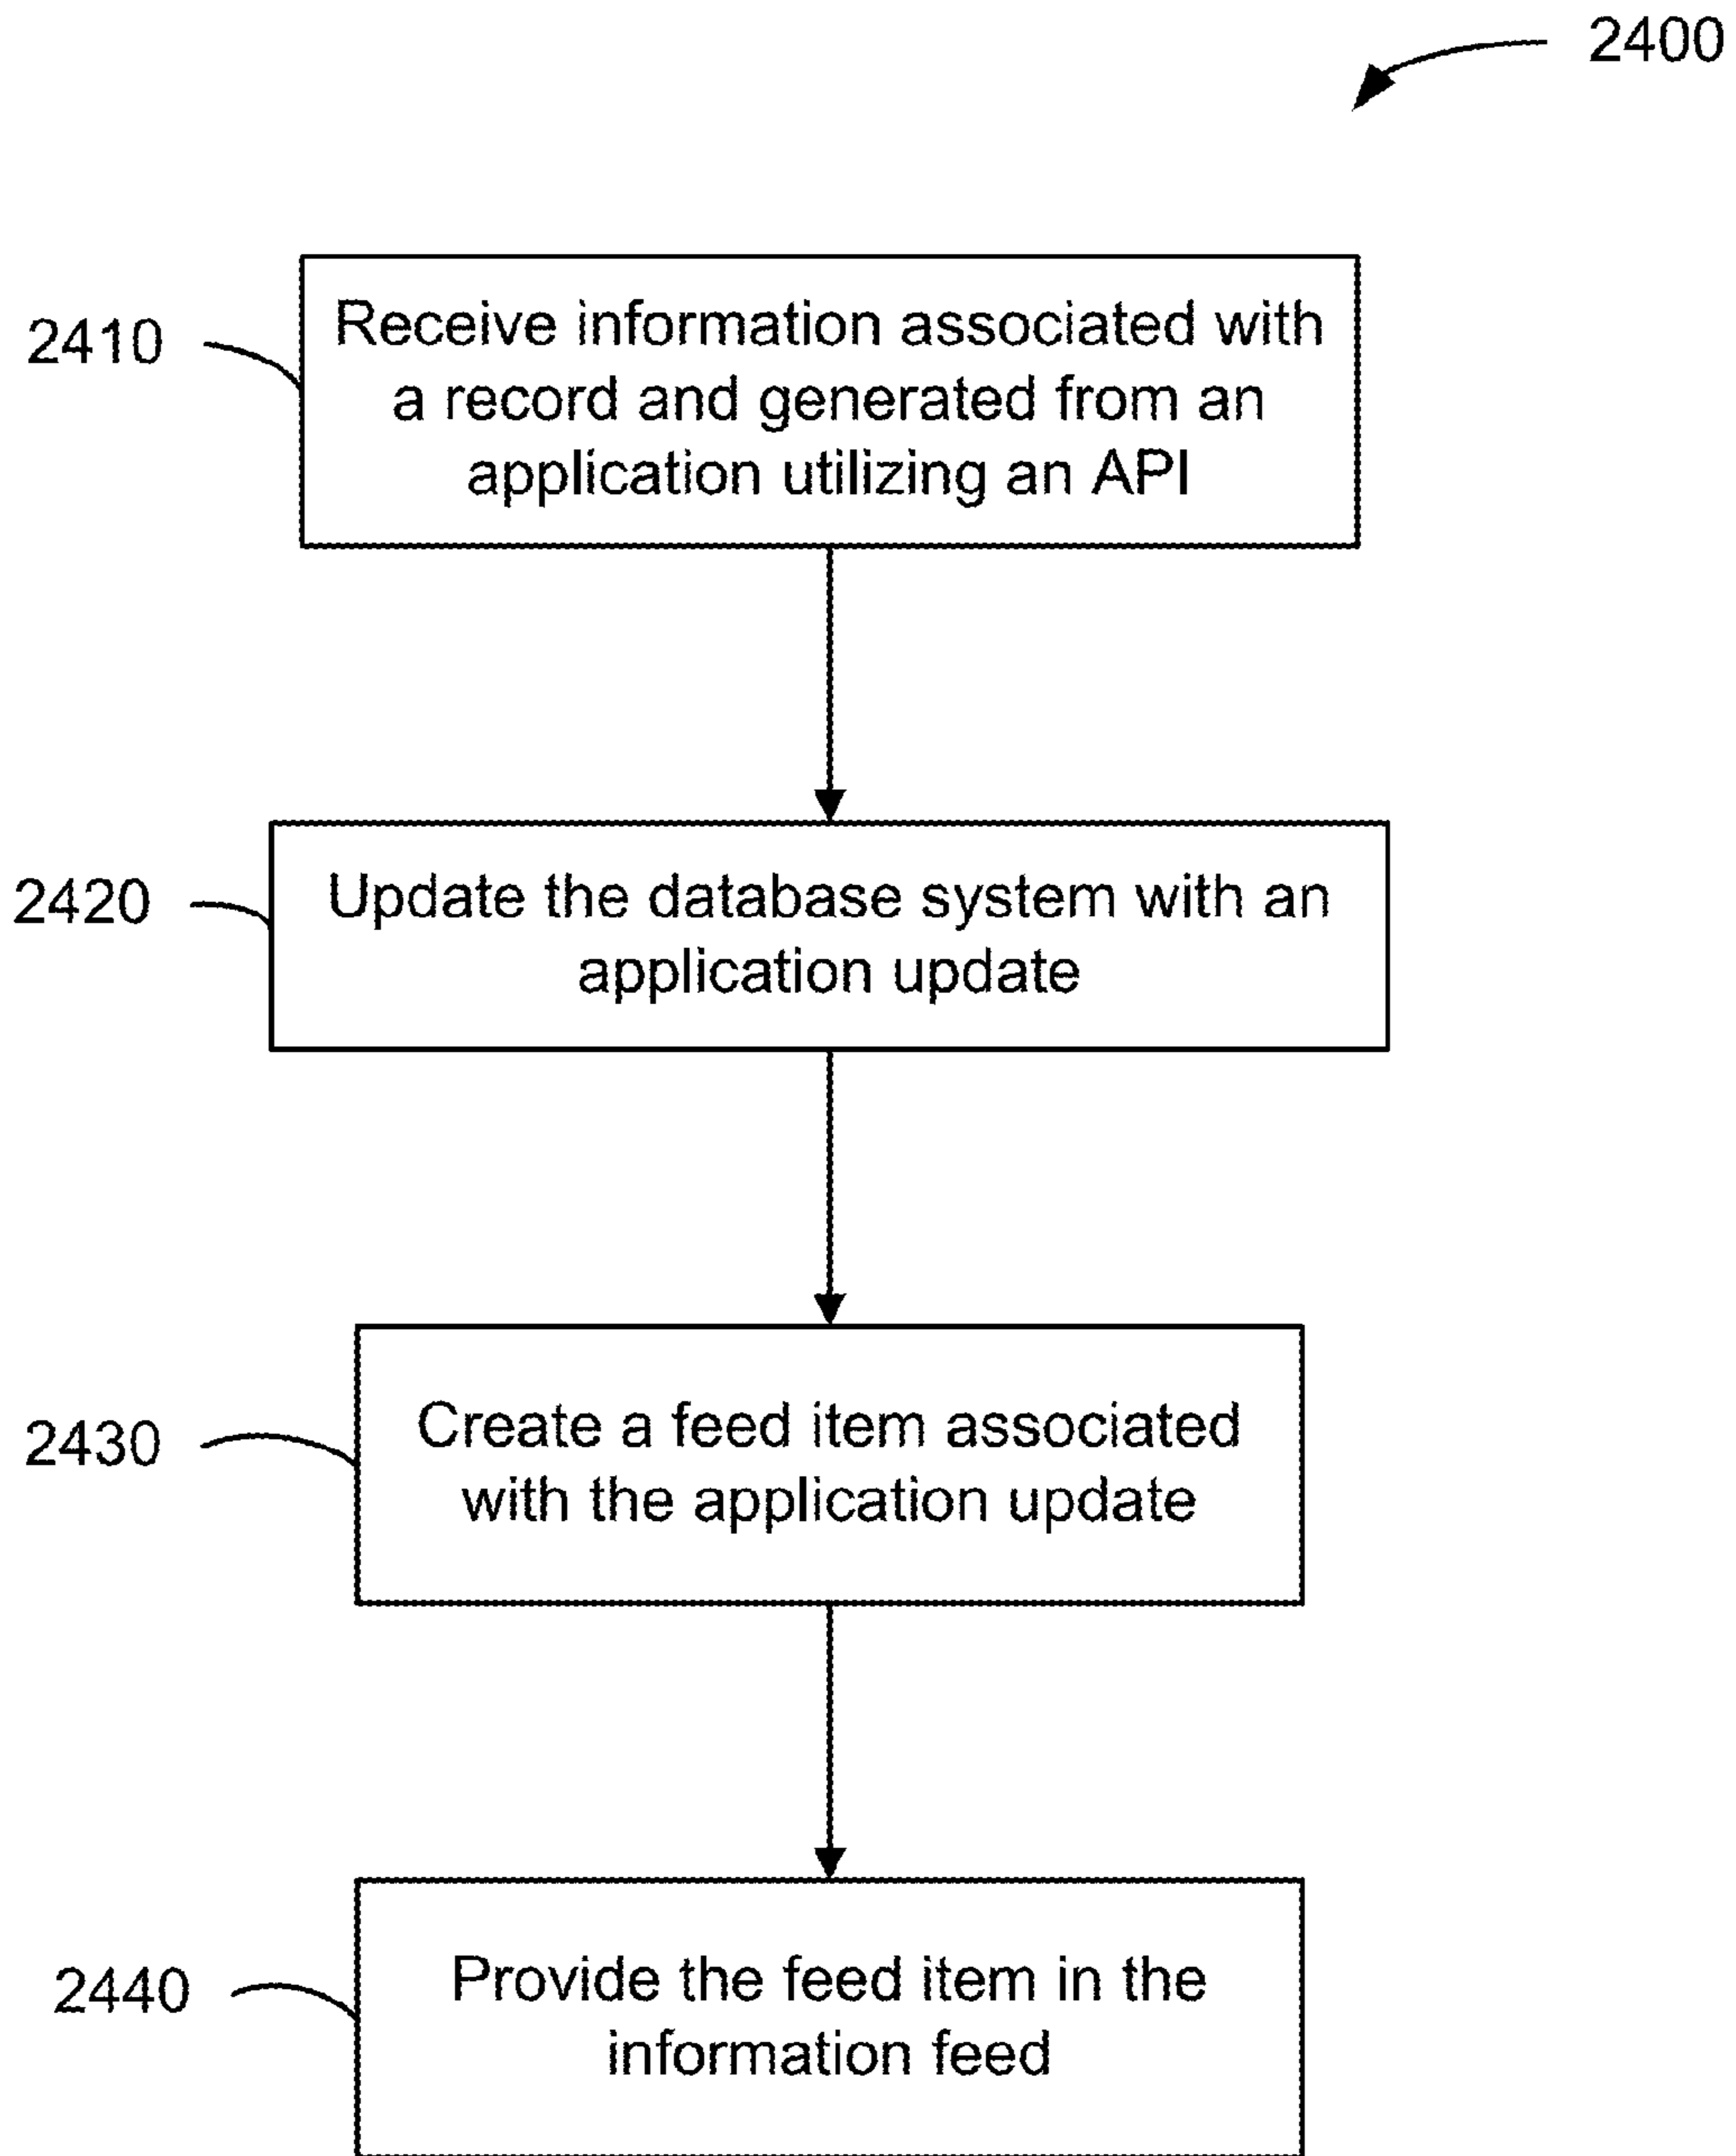 2400
2410
Receive information associated with
a record and generated from an
application utilizing an API
2420
Update the database system with an
application update
2430
Create a feed item associated
with the application update
2440
Provide the feed item in the
information feed